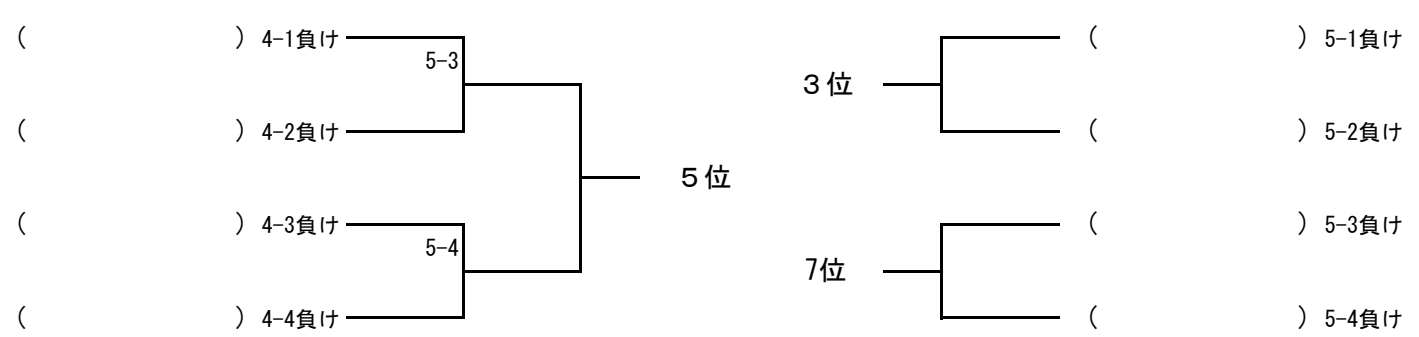 ( ) 4-1負け
5-3
( ) 4-2負け
( ) 4-3負け
5-4
( ) 4-4負け
5位
3位
( ) 5-1負け
( ) 5-2負け
7位
( ) 5-3負け
( ) 5-4負け